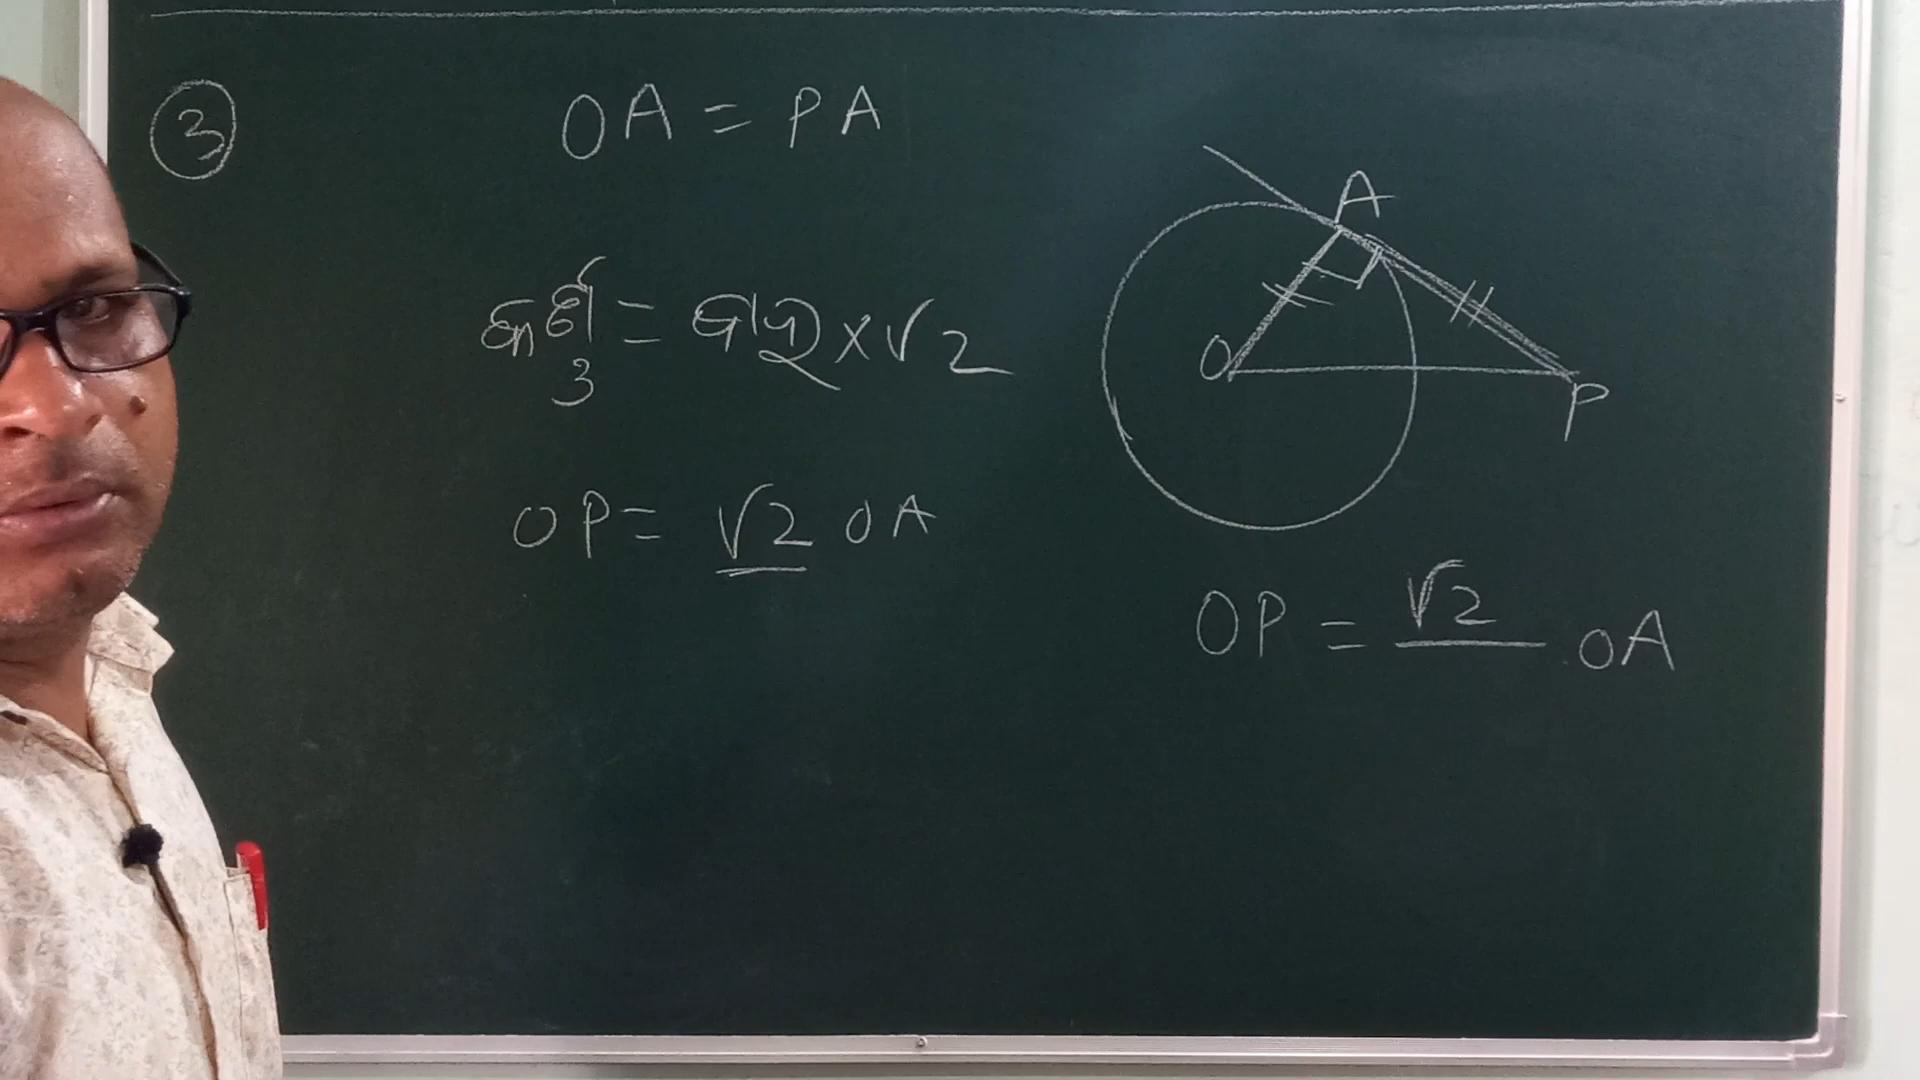 3
OA = PA
କର୍ଣ୍ଣ = ବାହୁ × √2
OP = √2 OA
A
O
P
OP = √2 OA